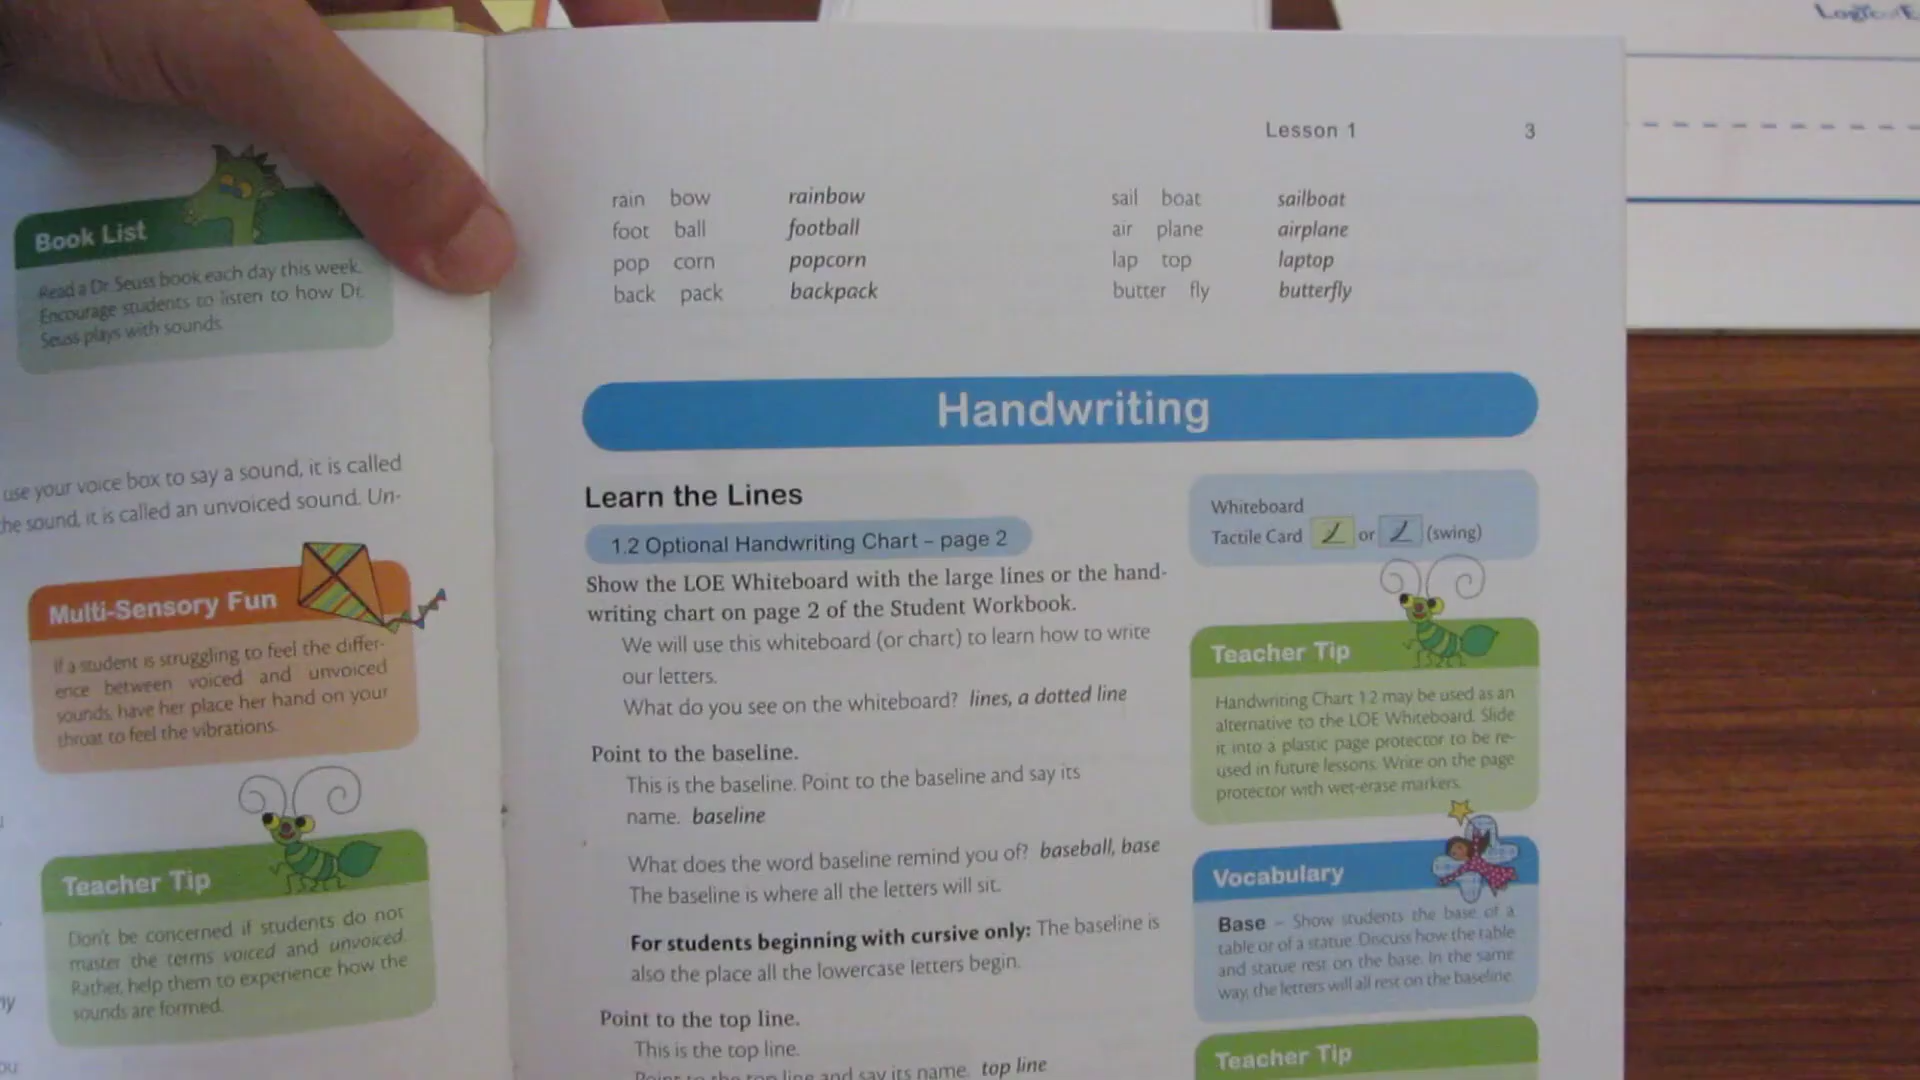 Book List
Read a Dr. Seuss book each day this week.
Encourage students to listen to how Dr.
Seuss plays with sounds.
use your voice box to say a sound, it is called
the sound, it is called an unvoiced sound. Un-
Multi-Sensory Fun
If a student is struggling to feel the differ-
ence between voiced and unvoiced
sounds, have her place her hand on your
throat to feel the vibrations.
Teacher Tip
Don't be concerned if students do not
master the terms voiced and unvoiced.
Rather, help them to experience how the
sounds are formed.
Lesson 1 3
rain bow rainbow sail boat sailboat
foot ball football air plane airplane
pop corn popcorn lap top laptop
back pack backpack butter fly butterfly
Handwriting
Learn the Lines
1.2 Optional Handwriting Chart – page 2
Show the LOE Whiteboard with the large lines or the hand-
writing chart on page 2 of the Student Workbook.
We will use this whiteboard (or chart) to learn how to write
our letters.
What do you see on the whiteboard? lines, a dotted line
Point to the baseline.
This is the baseline. Point to the baseline and say its
name. baseline
What does the word baseline remind you of? baseball, base
The baseline is where all the letters will sit.
For students beginning with cursive only: The baseline is
also the place all the lowercase letters begin.
Point to the top line.
This is the top line.
Point to the top line and say its name. top line
Whiteboard
Tactile Card or (swing)
Teacher Tip
Handwriting Chart 1.2 may be used as an
alternative to the LOE Whiteboard. Slide
it into a plastic page protector to be re-
used in future lessons. Write on the page
protector with wet-erase markers.
Vocabulary
Base – Show students the base of a
table or of a statue. Discuss how the table
and statue rest on the base. In the same
way, the letters will all rest on the baseline.
Teacher Tip